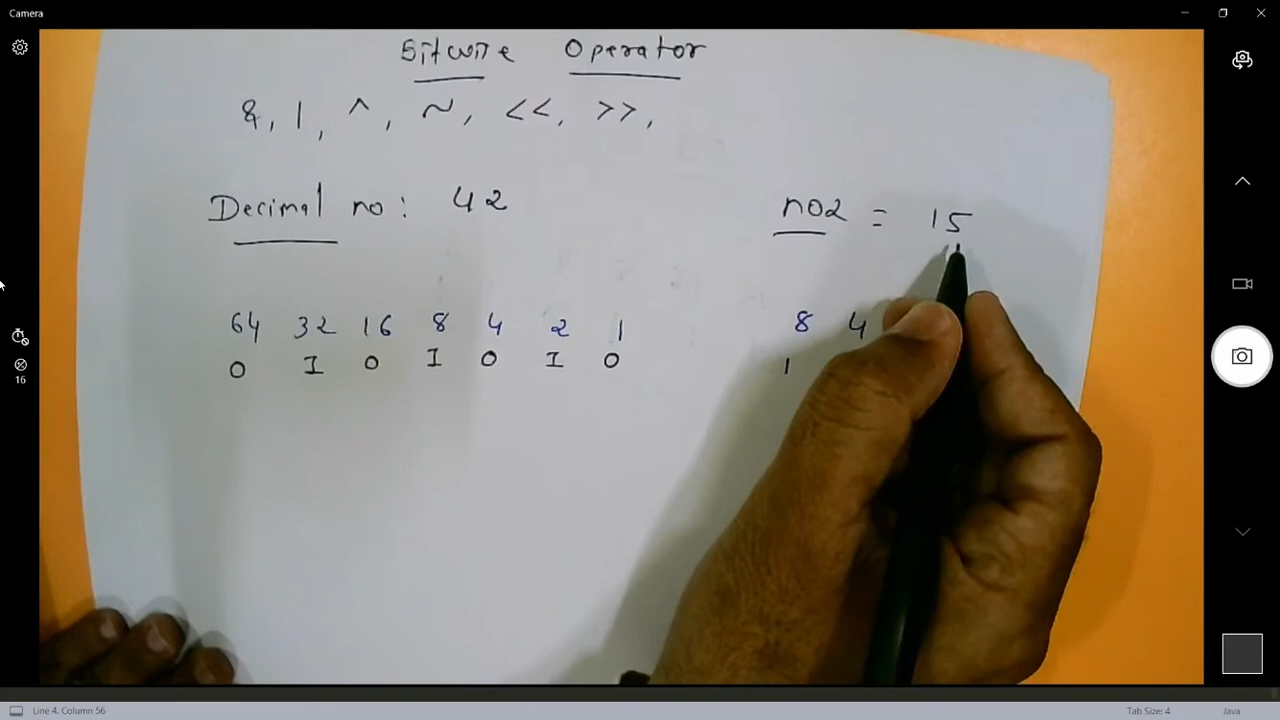 Camera
Bitwise Operator
&, |, ^, ~, <<, >>,
Decimal no: 42
no2 = 15
64 32 16 8 4 2 1
0 1 0 1 0 1 0
8 4
1
16
Line 4, Column 56
Tab Size: 4
Java